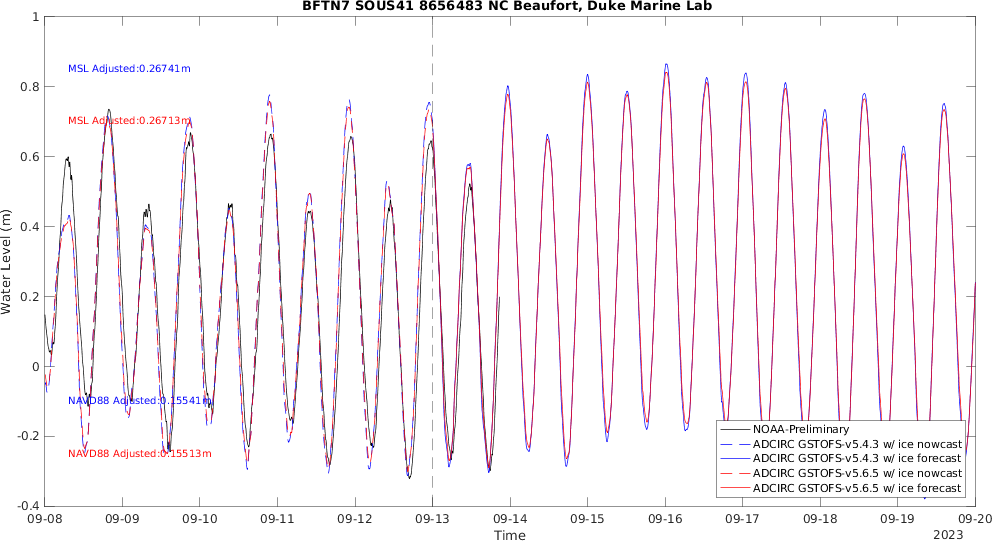 BFTN7 SOUS41 8656483 NC Beaufort, Duke Marine Lab
Water Level (m)
1
0.8
0.6
0.4
0.2
0
-0.2
-0.4
MSL Adjusted:0.26741m
MSL Adjusted:0.26713m
NAVD88 Adjusted:0.15541m
NAVD88 Adjusted:0.15513m
NOAA-Preliminary
ADCIRC GSTOFS-v5.4.3 w/ ice nowcast
ADCIRC GSTOFS-v5.4.3 w/ ice forecast
ADCIRC GSTOFS-v5.6.5 w/ ice nowcast
ADCIRC GSTOFS-v5.6.5 w/ ice forecast
09-08 09-09 09-10 09-11 09-12 09-13 09-14 09-15 09-16 09-17 09-18 09-19 09-20
Time
2023